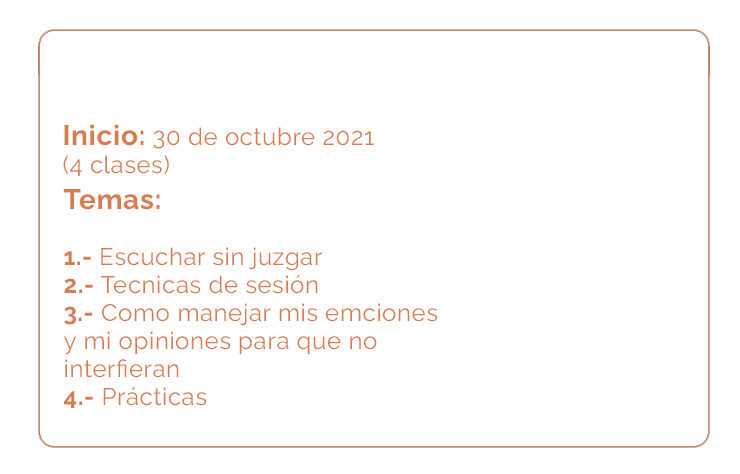 Inicio: 30 de octubre 2021
(4 clases)
Temas:
1.- Escuchar sin juzgar
2.- Tecnicas de sesión
3.- Como manejar mis emciones
y mi opiniones para que no
interfieran
4.- Prácticas